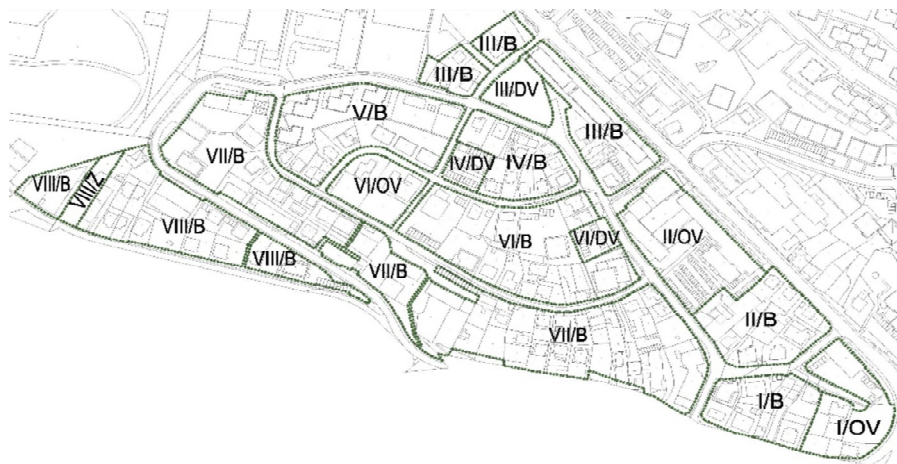 III/B
III/B
III/DV
V/B
III/B
VII/B
IV/DV
IV/B
VIII/B
VIII/Z
VI/OV
VIII/B
VI/B
VI/DV
II/OV
VIII/B
VII/B
II/B
VII/B
I/B
I/OV